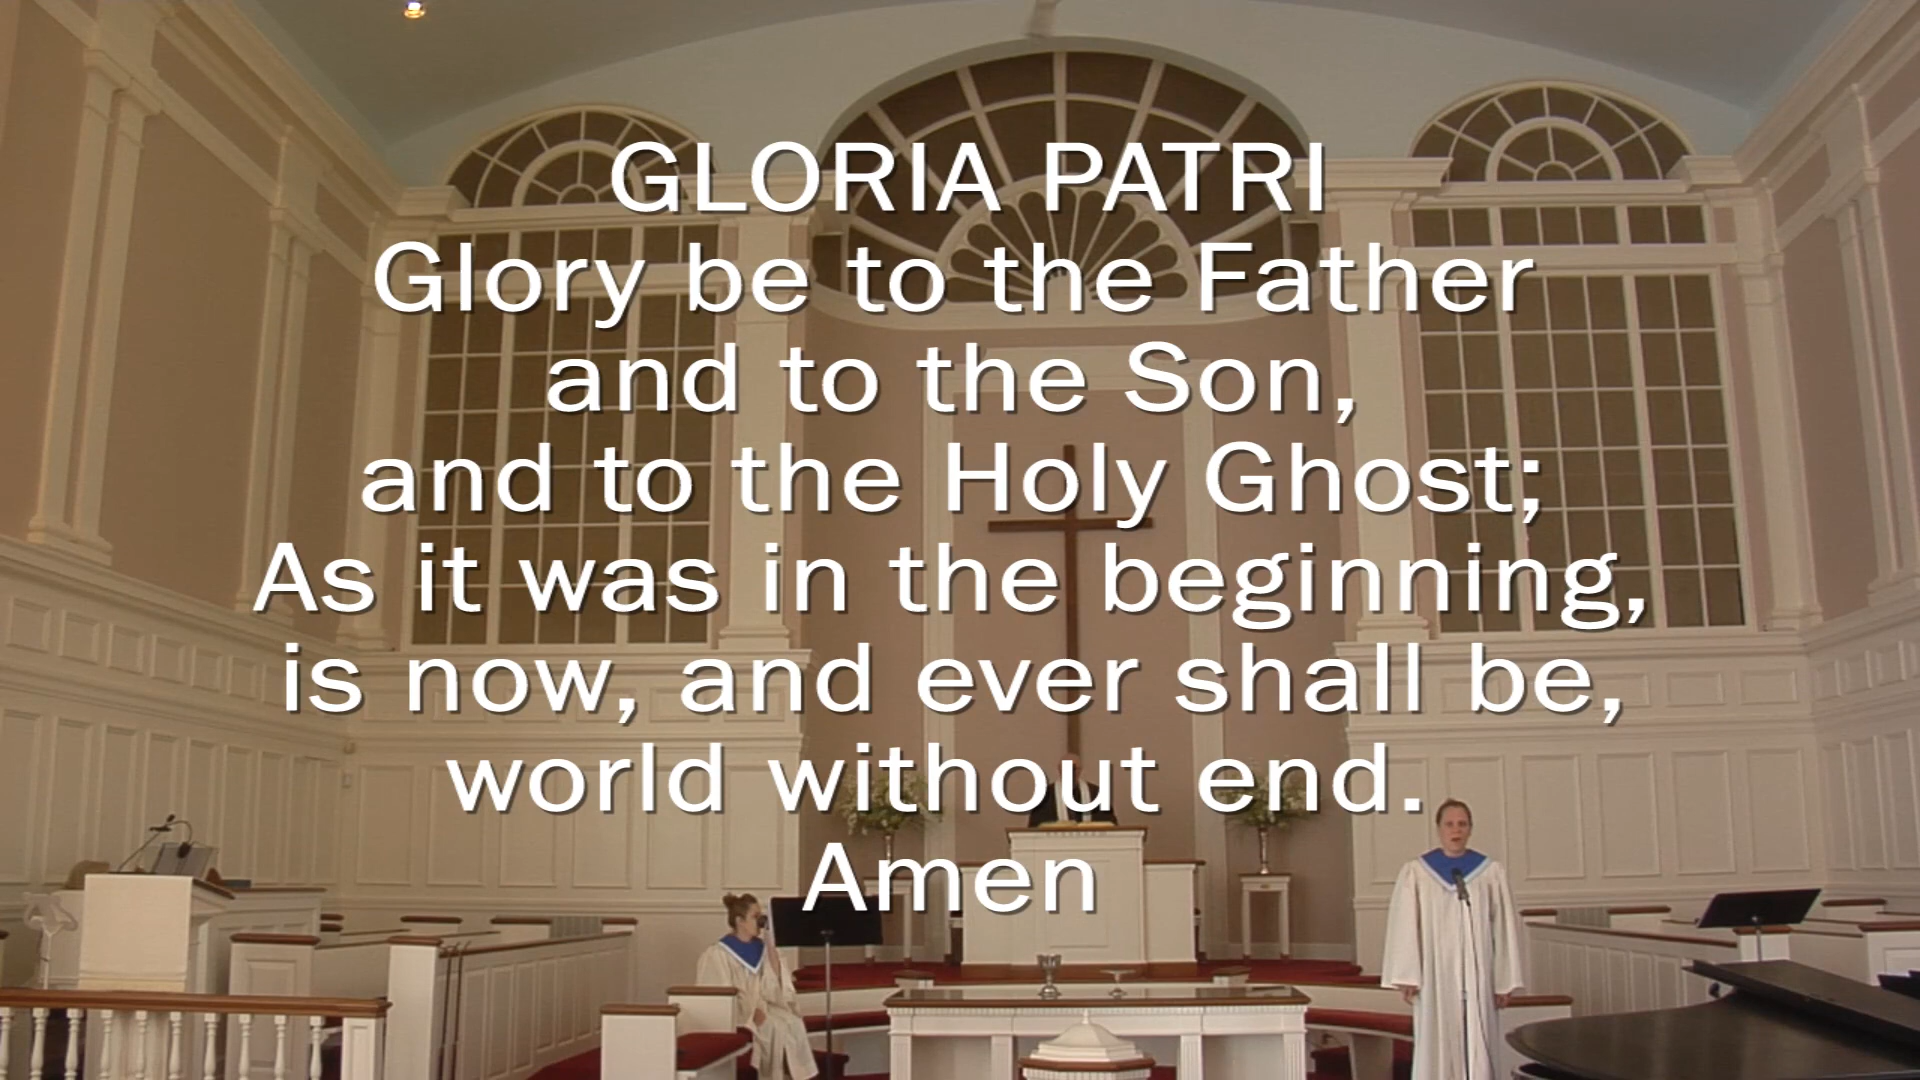 GLORIA PATRI
Glory be to the Father
and to the Son,
and to the Holy Ghost;
As it was in the beginning,
is now, and ever shall be,
world without end.
Amen